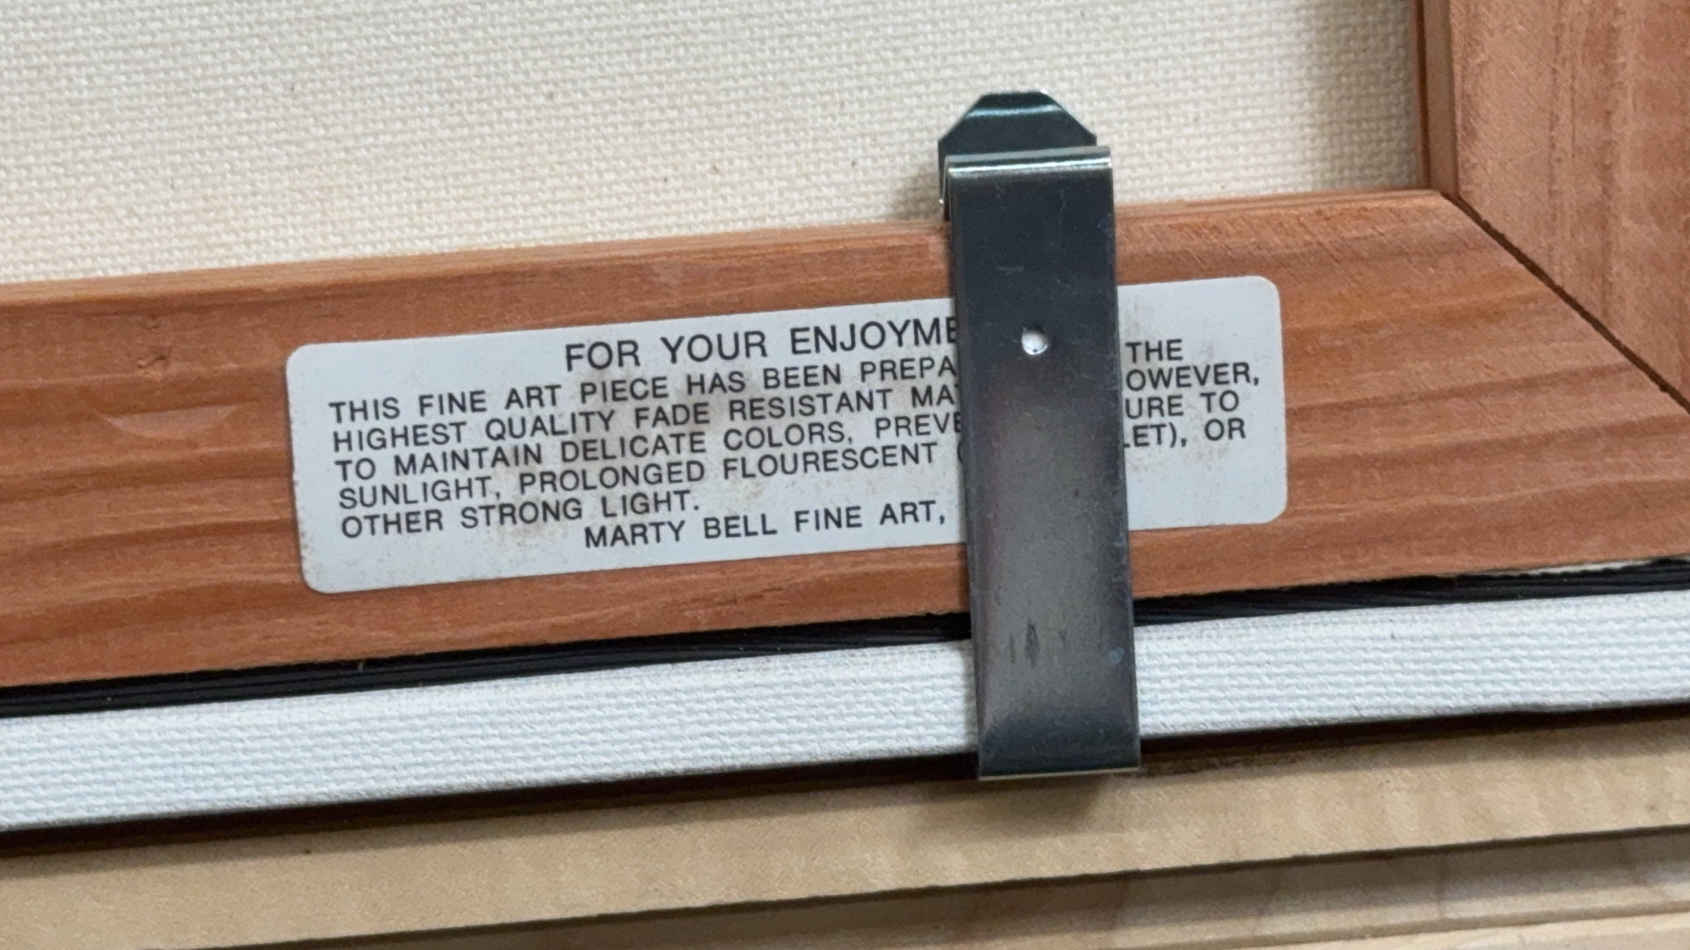 FOR YOUR ENJOYME
THIS FINE ART PIECE HAS BEEN PREPA THE
HIGHEST QUALITY FADE RESISTANT MA OWEVER,
TO MAINTAIN DELICATE COLORS, PREVE URE TO
SUNLIGHT, PROLONGED FLOURESCENT ( LET), OR
OTHER STRONG LIGHT.
MARTY BELL FINE ART,